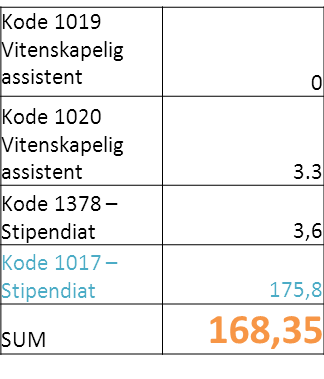 Kode 1019
Vitenskapelig
assistent
0
Kode 1020
Vitenskapelig
assistent
3.3
Kode 1378 –
Stipendiat
3,6
Kode 1017 –
Stipendiat
175,8
SUM
168,35